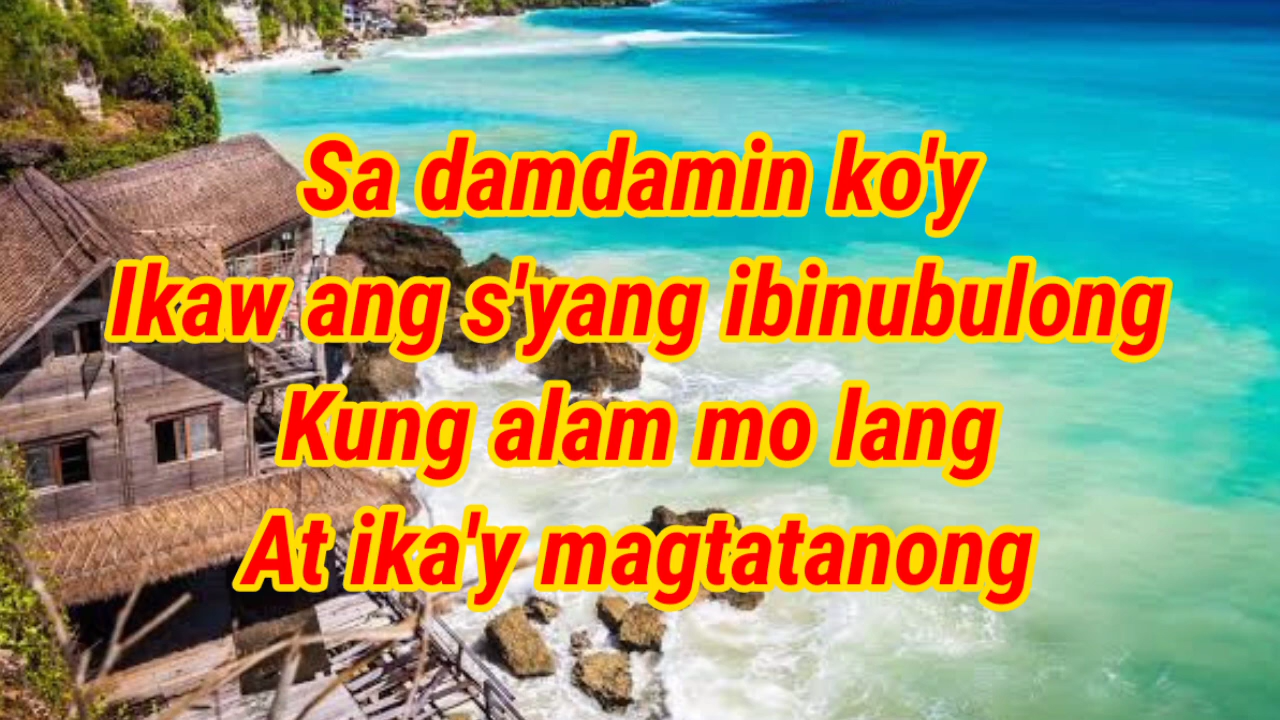 Sa damdamin ko'y
Ikaw ang s'yang ibinubulong
Kung alam mo lang
At ika'y magtatanong